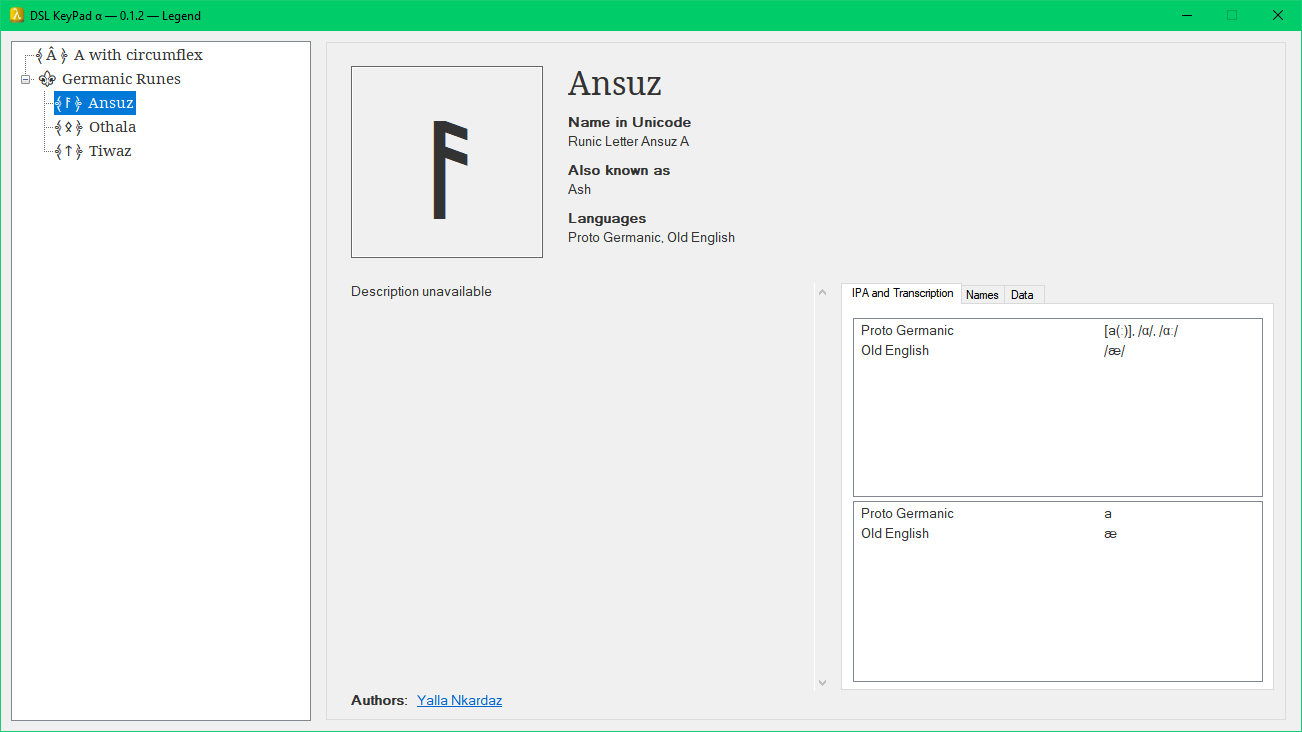 DSL KeyPad α — 0.1.2 — Legend
⦃Â⦄ A with circumflex
Germanic Runes
⦃ᚨ⦄ Ansuz
⦃ᛟ⦄ Othala
⦃ᛏ⦄ Tiwaz
ᚨ
Ansuz
Name in Unicode
Runic Letter Ansuz A
Also known as
Ash
Languages
Proto Germanic, Old English
Description unavailable
IPA and Transcription Names Data
Proto Germanic [a(ː)], /ɑ/, /ɑː/
Old English /æ/
Proto Germanic a
Old English æ
Authors: Yalla Nkardaz